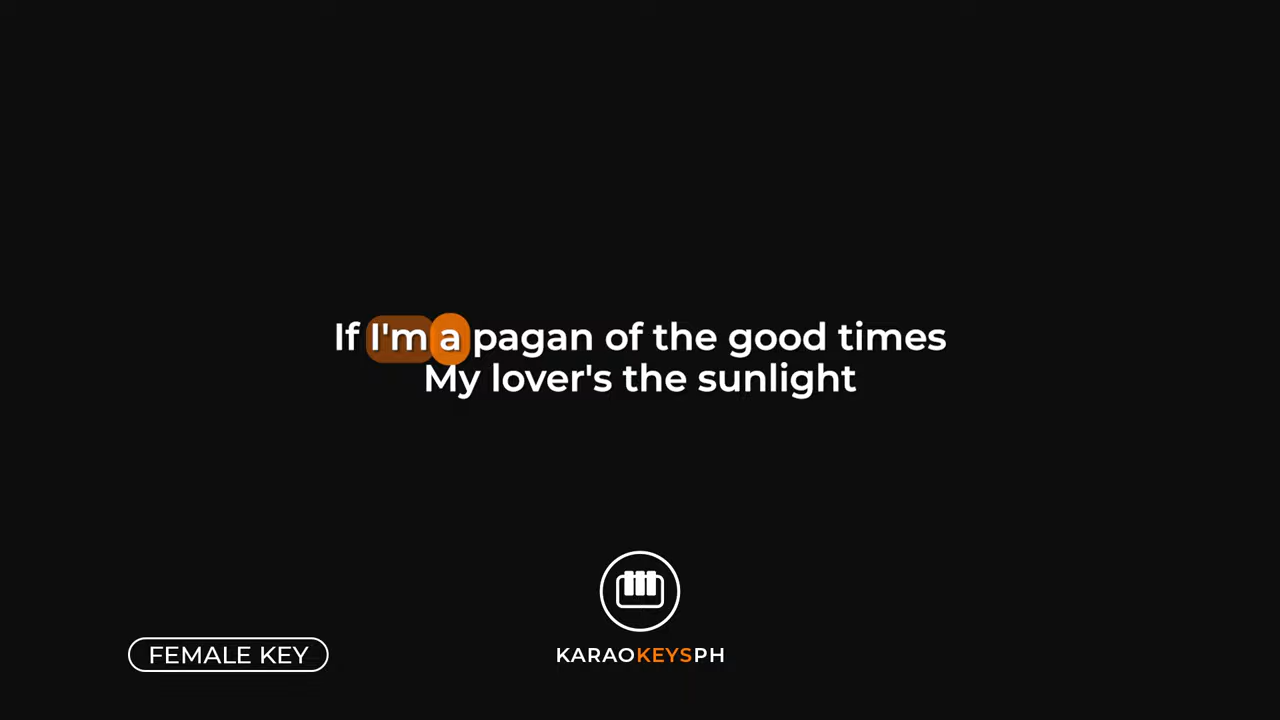 If I'm a pagan of the good times
My lover's the sunlight
FEMALE KEY
KARAOKEYSPH